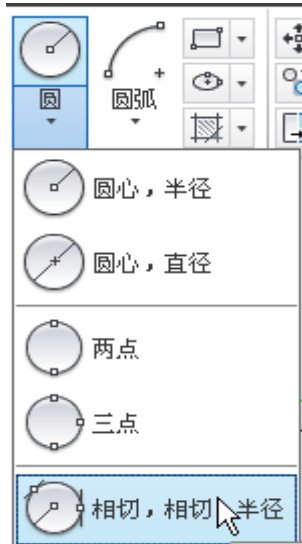 圆 圆弧
圆心，半径
圆心，直径
两点
三点
相切，相切，半径